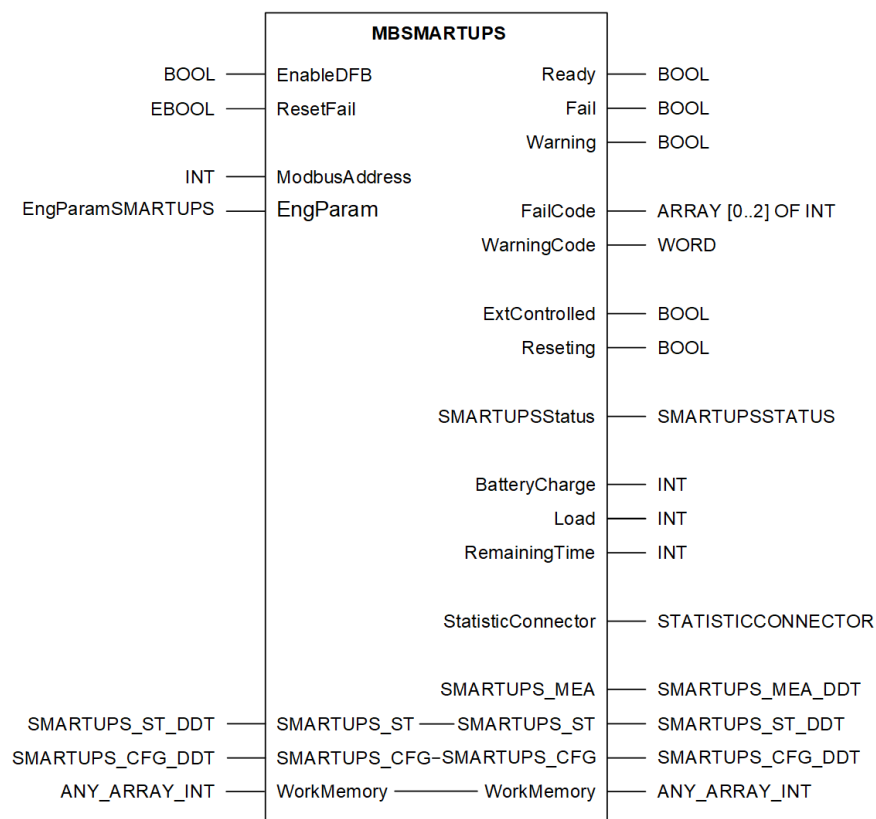 MBSMARTUPS
BOOL EnableDFB Ready BOOL
EBOOL ResetFail Fail BOOL
Warning BOOL
INT ModbusAddress
EngParamSMARTUPS EngParam FailCode ARRAY [0..2] OF INT
WarningCode WORD
ExtControlled BOOL
Reseting BOOL
SMARTUPSStatus SMARTUPSSTATUS
BatteryCharge INT
Load INT
RemainingTime INT
StatisticConnector STATISTICCONNECTOR
SMARTUPS_MEA SMARTUPS_MEA_DDT
SMARTUPS_ST_DDT SMARTUPS_ST SMARTUPS_ST SMARTUPS_ST_DDT
SMARTUPS_CFG_DDT SMARTUPS_CFG SMARTUPS_CFG SMARTUPS_CFG_DDT
ANY_ARRAY_INT WorkMemory WorkMemory ANY_ARRAY_INT